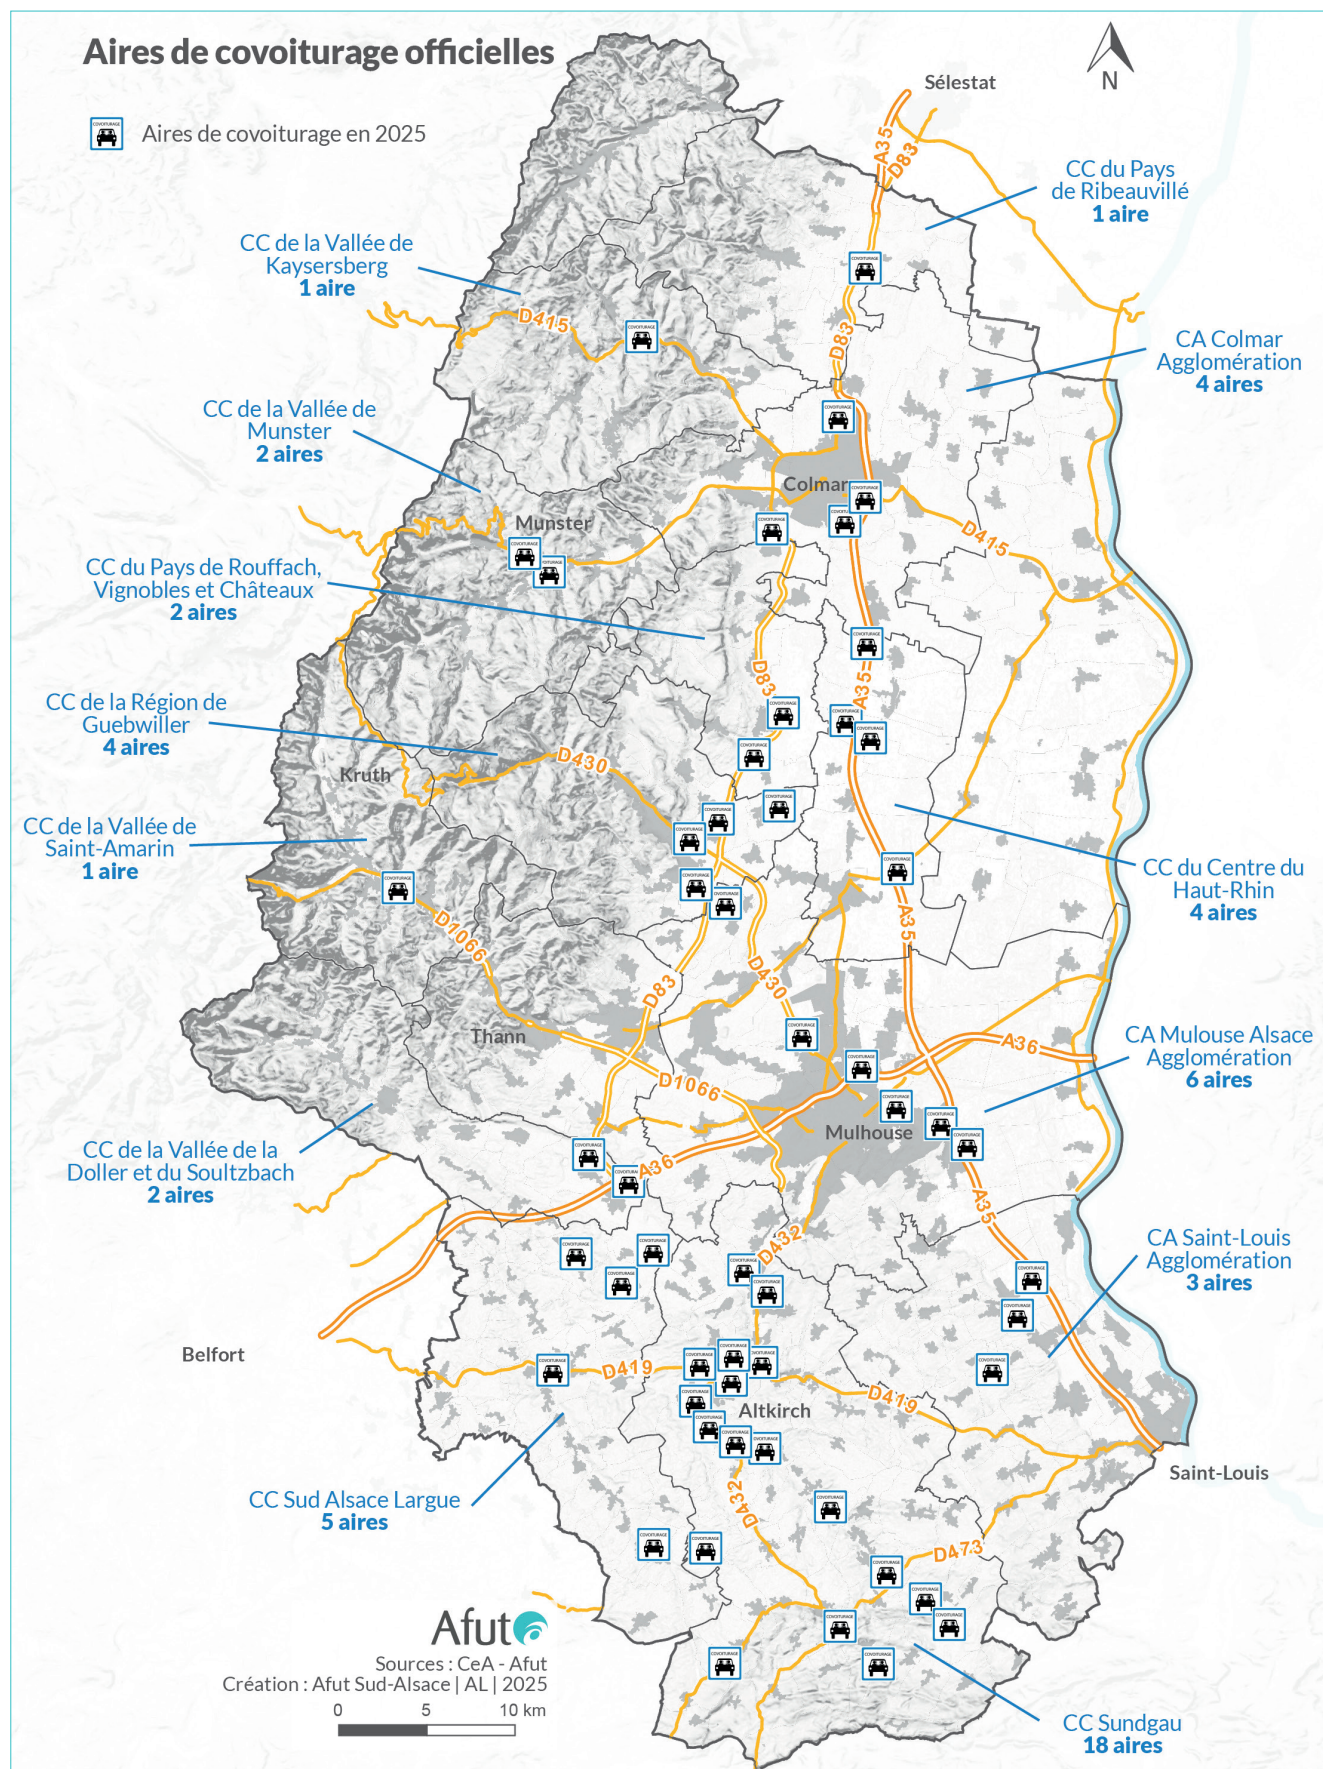 Aires de covoiturage officielles
COVOITURAGE
Aires de covoiturage en 2025
N
Sélestat
A35
D83
CC du Pays
de Ribeauvillé
1 aire
CC de la Vallée de
Kaysersberg
1 aire
D415
D83
CA Colmar
Agglomération
4 aires
CC de la Vallée de
Munster
2 aires
Colmar
Munster
D415
CC du Pays de Rouffach,
Vignobles et Châteaux
2 aires
D83
A35
CC de la Région de
Guebwiller
4 aires
D430
Kruth
CC de la Vallée de
Saint-Amarin
1 aire
CC du Centre du
Haut-Rhin
4 aires
D1066
A35
D83
D430
Thann
A36
CA Mulouse Alsace
Agglomération
6 aires
D1066
Mulhouse
CC de la Vallée de la
Doller et du Soultzbach
2 aires
A36
A35
D432
CA Saint-Louis
Agglomération
3 aires
Belfort
D419
D419
Altkirch
Saint-Louis
CC Sud Alsace Largue
5 aires
D432
D473
Afut
Sources : CeA - Afut
Création : Afut Sud-Alsace | AL | 2025
0 5 10 km
CC Sundgau
18 aires